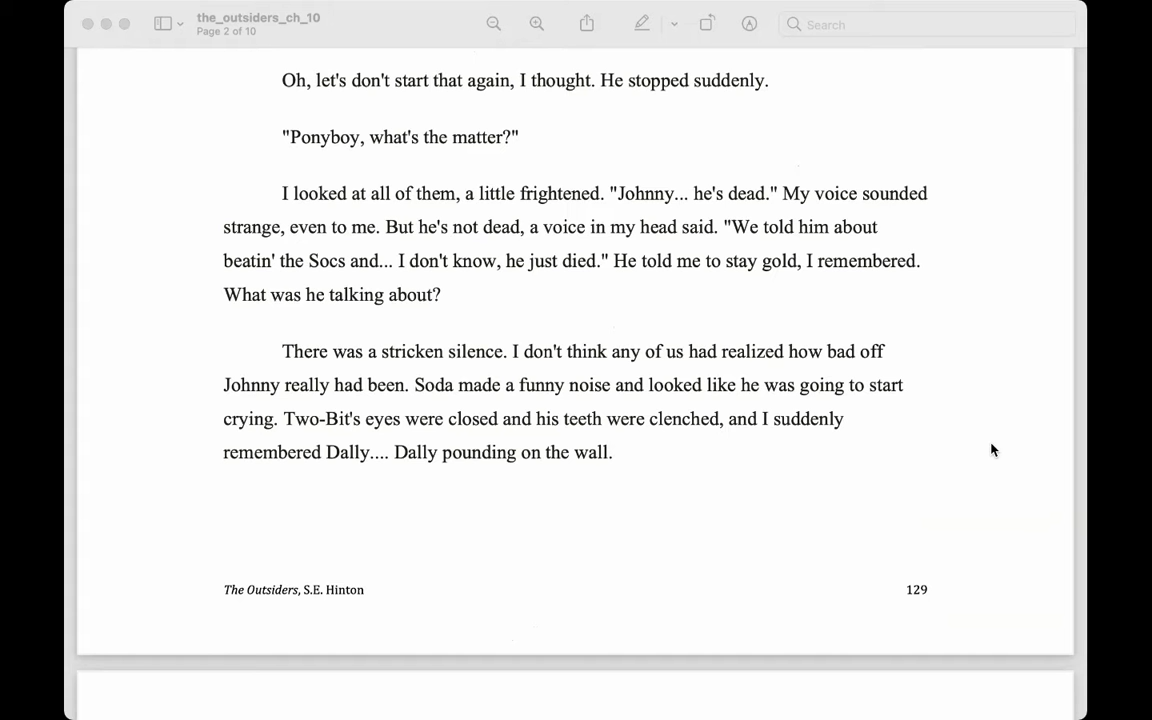 the_outsiders_ch_10
Page 2 of 10
Search
Oh, let's don't start that again, I thought. He stopped suddenly.
"Ponyboy, what's the matter?"
I looked at all of them, a little frightened. "Johnny... he's dead." My voice sounded
strange, even to me. But he's not dead, a voice in my head said. "We told him about
beatin' the Socs and... I don't know, he just died." He told me to stay gold, I remembered.
What was he talking about?
There was a stricken silence. I don't think any of us had realized how bad off
Johnny really had been. Soda made a funny noise and looked like he was going to start
crying. Two-Bit's eyes were closed and his teeth were clenched, and I suddenly
remembered Dally.... Dally pounding on the wall.
The Outsiders, S.E. Hinton 129